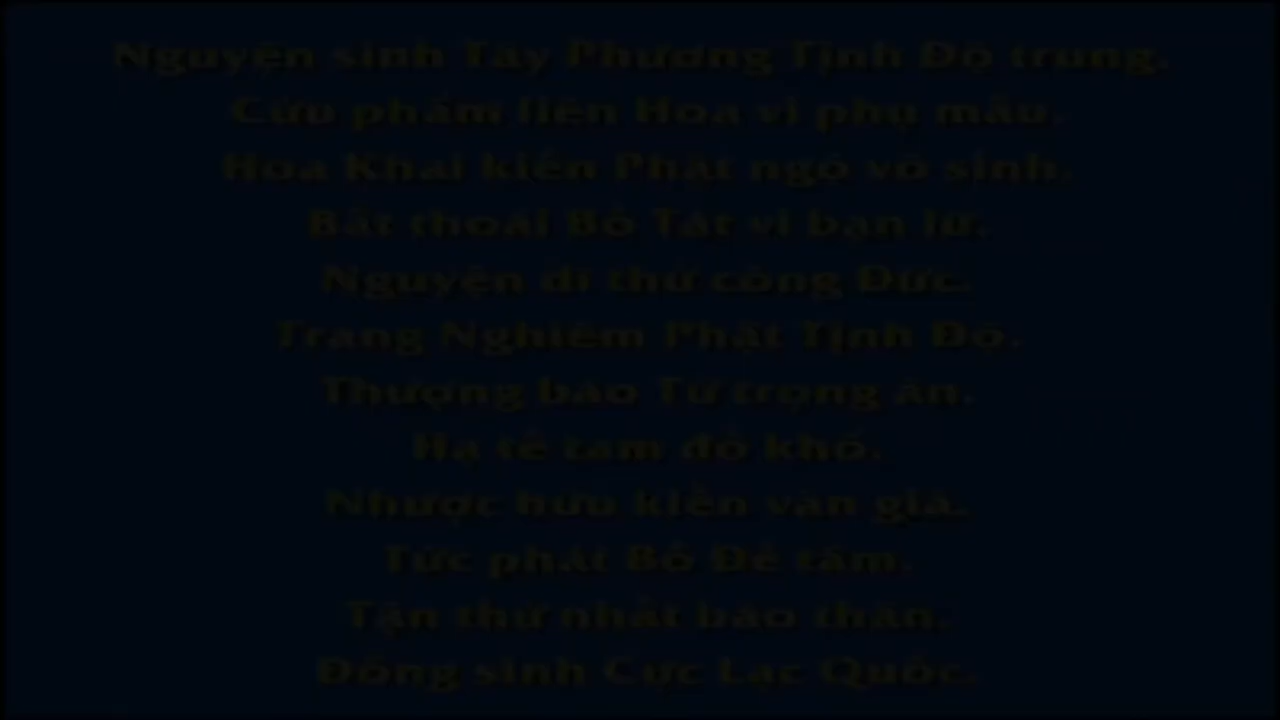 Nguyện sinh Tây Phương Tịnh Độ trung.
Cửu phẩm liên Hoa vi phụ mẫu.
Hoa Khai kiến Phật ngộ vô sinh.
Bất thoái Bồ Tát vi bạn lữ.
Nguyện dĩ thử công Đức.
Trang Nghiêm Phật Tịnh Độ.
Thượng báo Tứ trọng ân.
Hạ tế tam đồ khổ.
Nhược hữu kiến văn giả.
Tức phát Bồ Đề tâm.
Tận thử nhất báo thân.
Đồng sinh Cực Lạc Quốc.